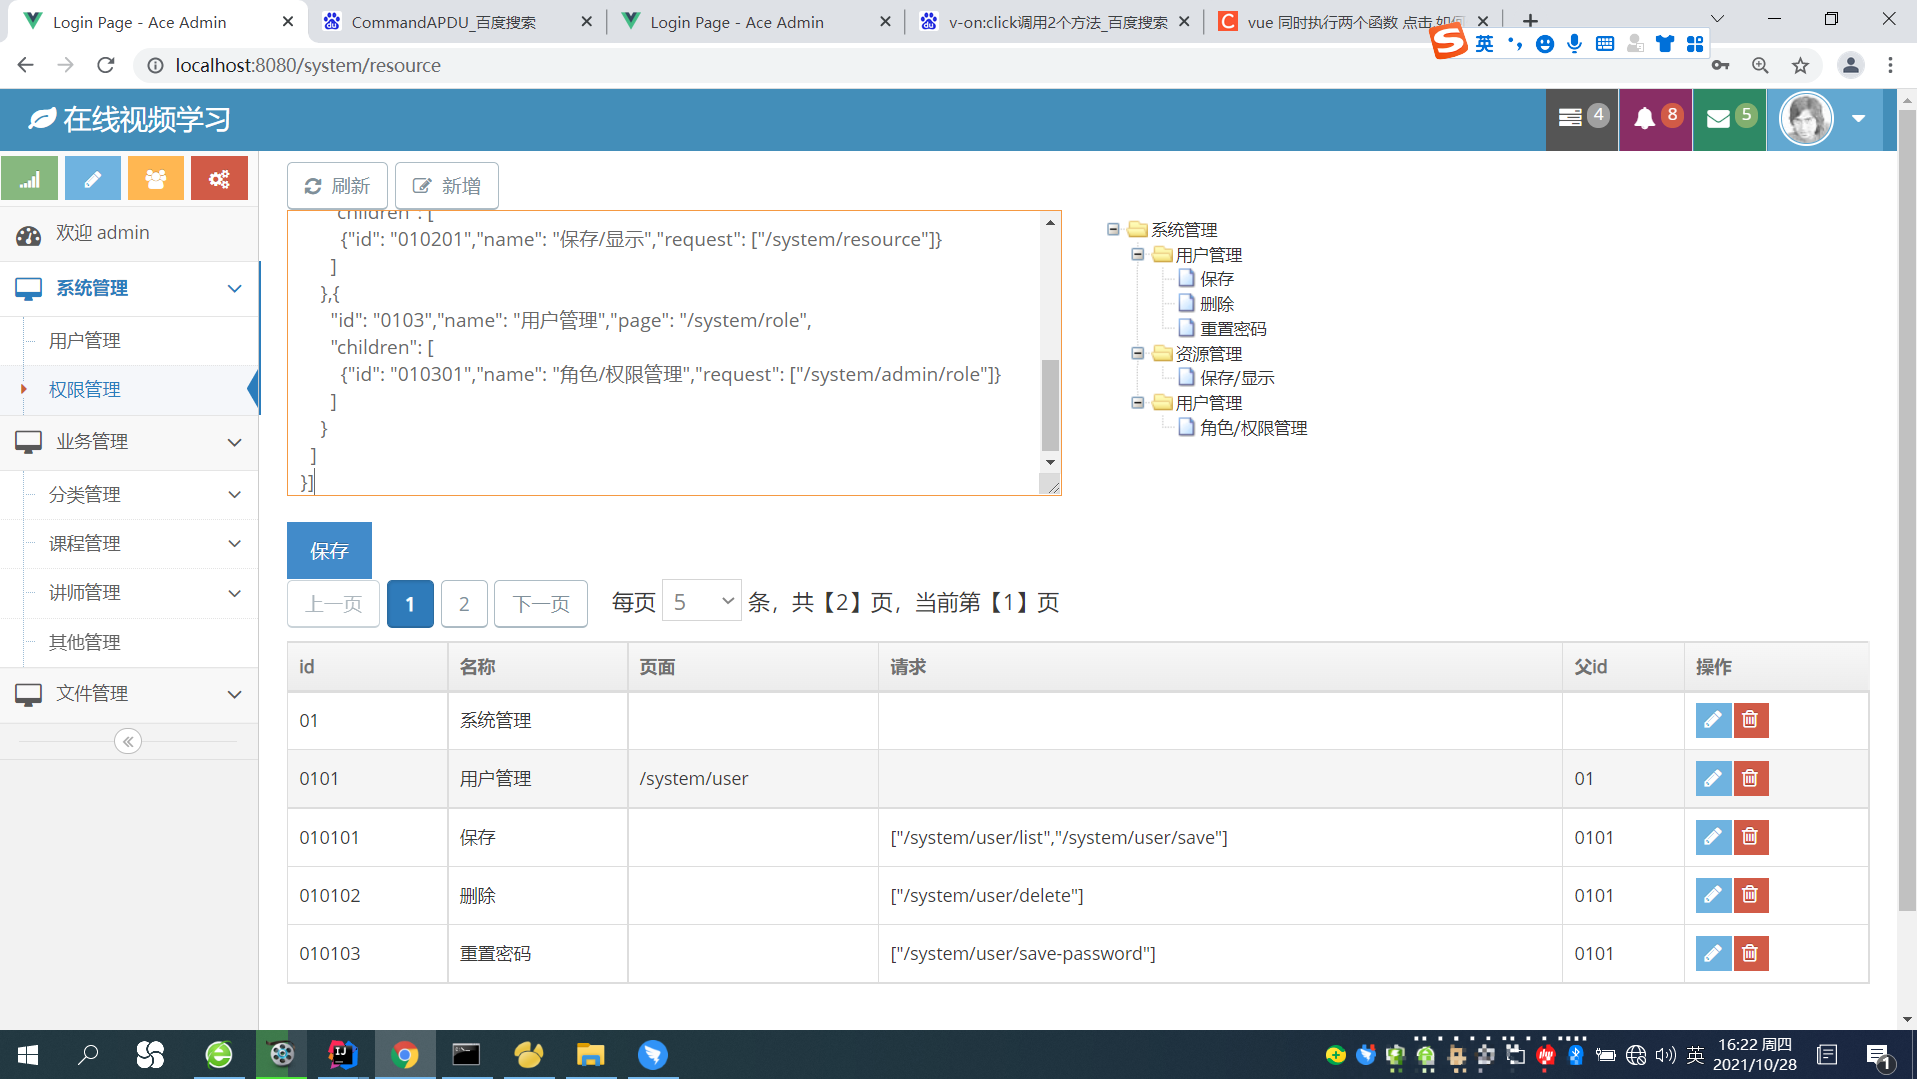 Login Page - Ace Admin
CommandAPDU_百度搜索
Login Page - Ace Admin
v-on:click调用2个方法_百度搜索
vue 同时执行两个函数 点击
英
localhost:8080/system/resource
在线视频学习
4
8
5
刷新
新增
欢迎 admin
系统管理
用户管理
权限管理
业务管理
分类管理
课程管理
讲师管理
其他管理
文件管理
"children": [
{"id": "010201","name": "保存/显示","request": ["/system/resource"]}
]
},{
"id": "0103","name": "用户管理","page": "/system/role",
"children": [
{"id": "010301","name": "角色/权限管理","request": ["/system/admin/role"]}
]
}
]
}]
系统管理
用户管理
保存
删除
重置密码
资源管理
保存/显示
用户管理
角色/权限管理
保存
上一页 1 2 下一页 每页 5 条，共【2】页，当前第【1】页
id 名称 页面 请求 父id 操作
01 系统管理
0101 用户管理 /system/user 01
010101 保存 ["/system/user/list","/system/user/save"] 0101
010102 删除 ["/system/user/delete"] 0101
010103 重置密码 ["/system/user/save-password"] 0101
英
16:22 周四
2021/10/28
1